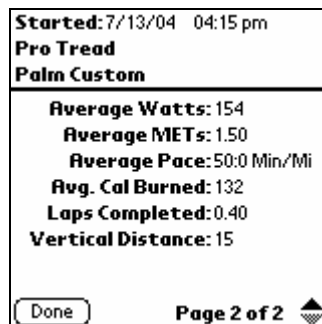 Started: 7/13/04 04:15 pm
Pro Tread
Palm Custom
Average Watts: 154
Average METs: 1.50
Average Pace: 50:0 Min/Mi
Avg. Cal Burned: 132
Laps Completed: 0.40
Vertical Distance: 15
Done Page 2 of 2